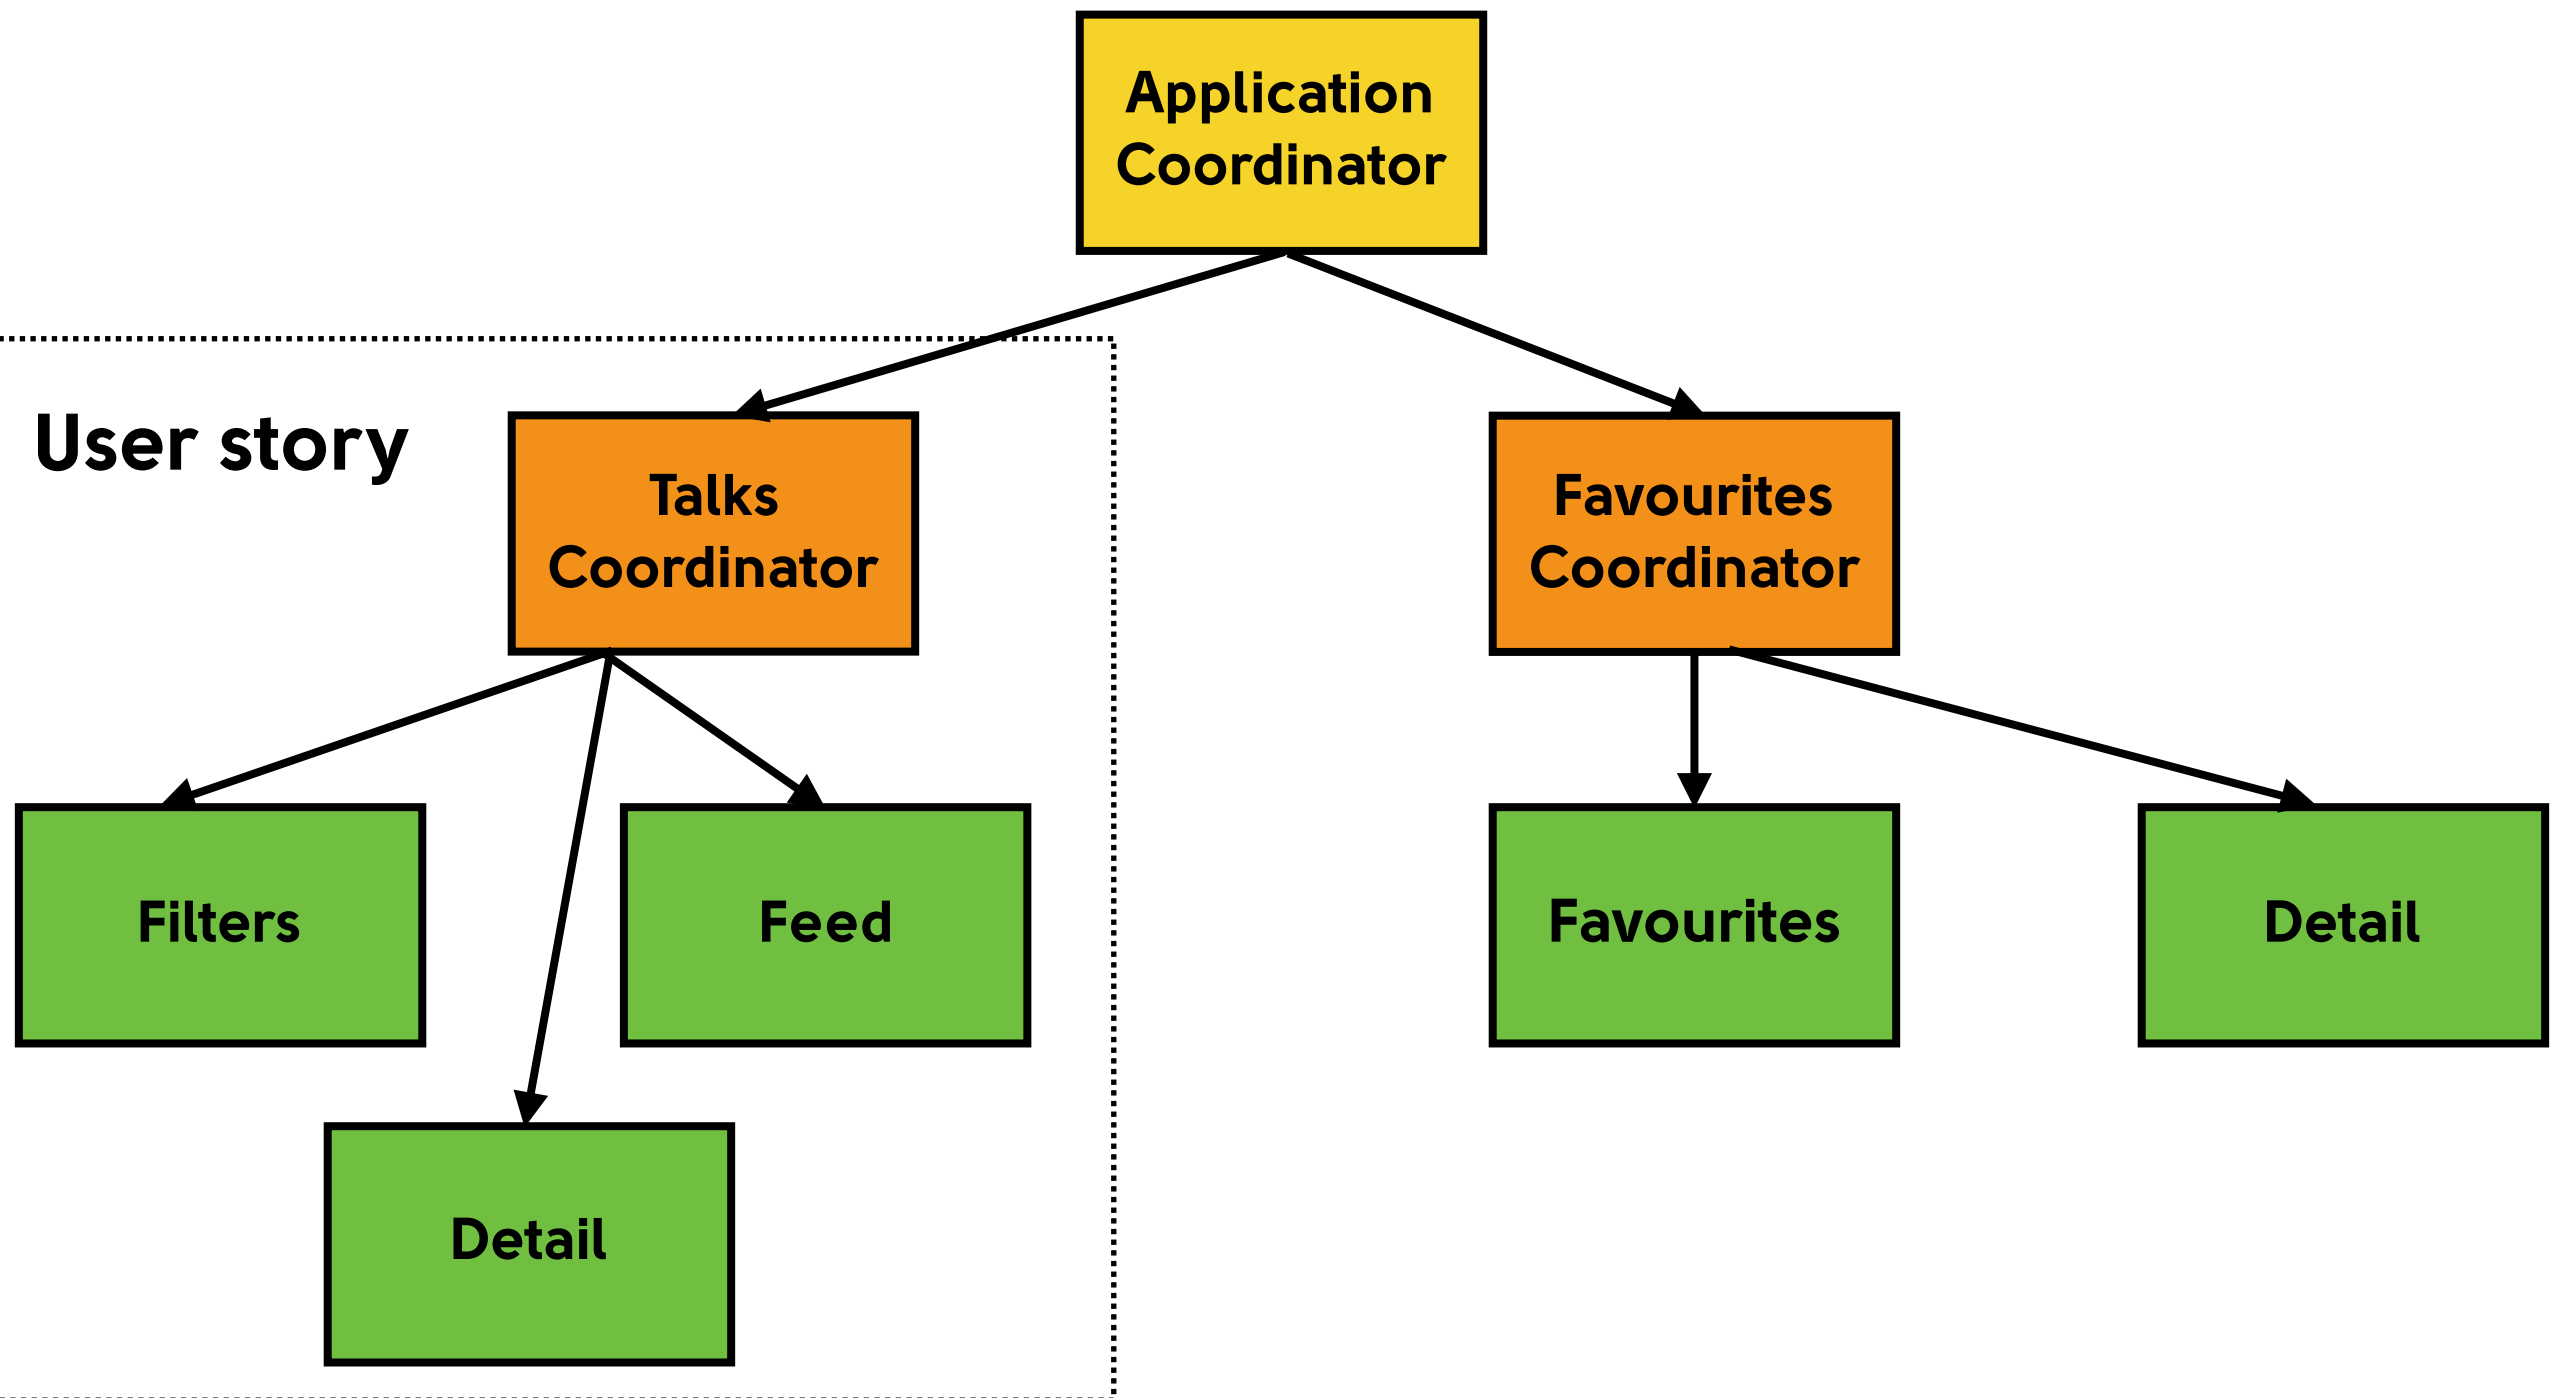 Application
Coordinator
User story
Talks
Coordinator
Favourites
Coordinator
Filters
Feed
Favourites
Detail
Detail